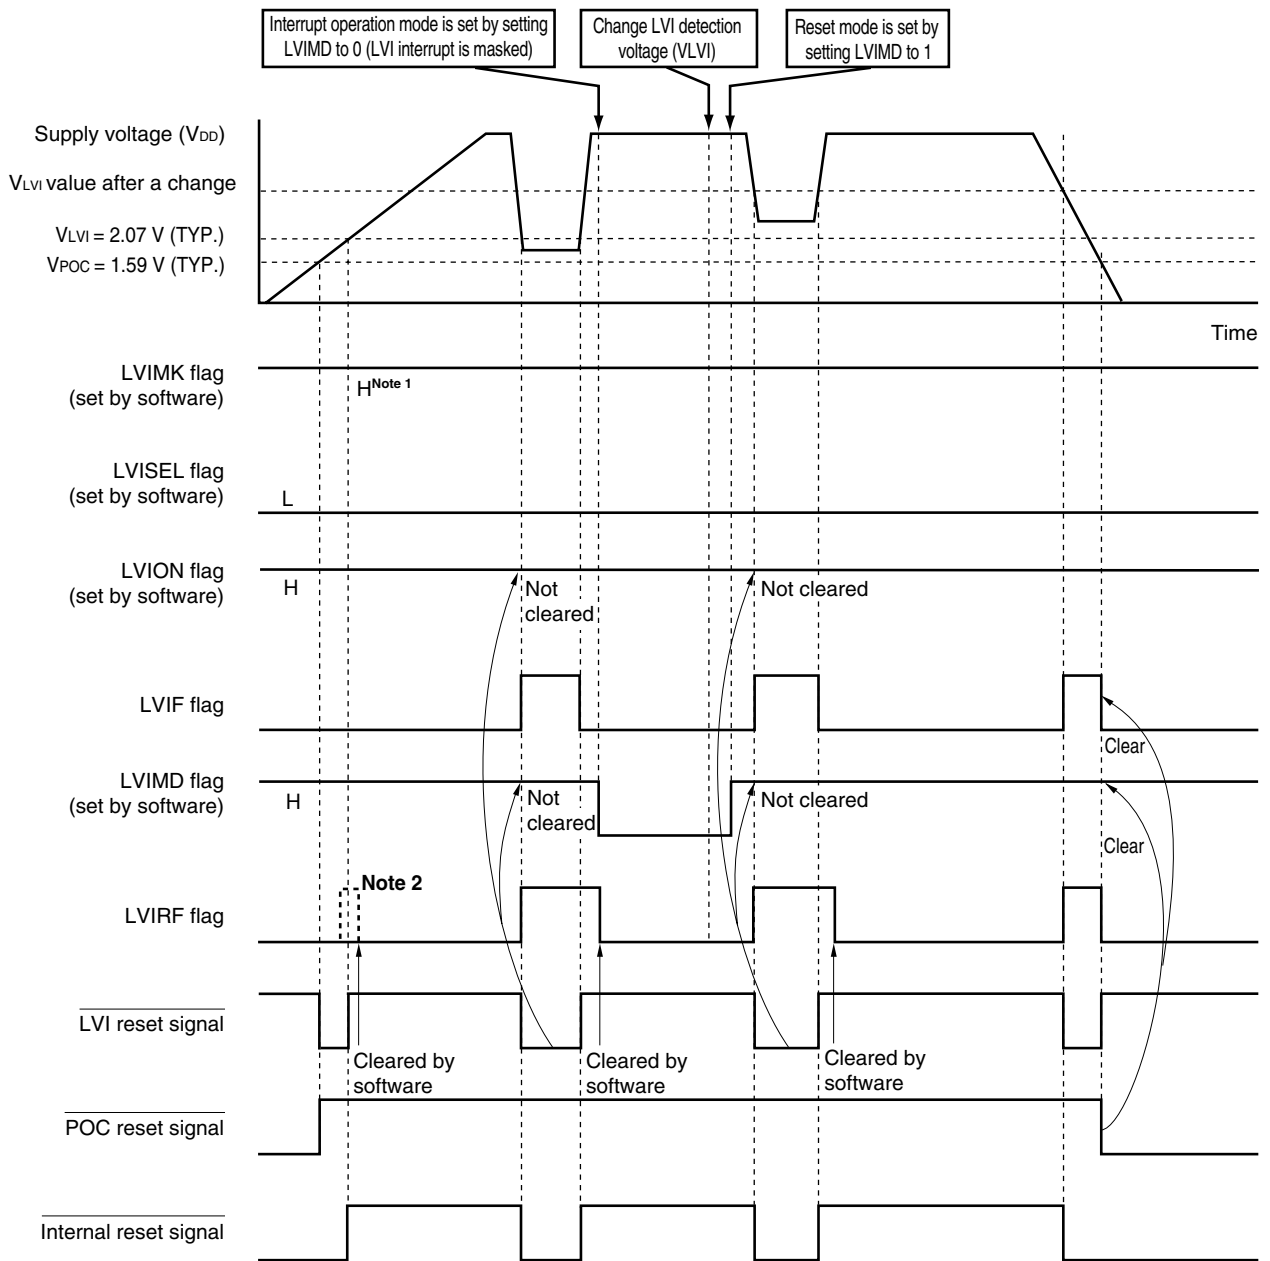 Interrupt operation mode is set by setting
LVIMD to 0 (LVI interrupt is masked)
Change LVI detection
voltage (VLVI)
Reset mode is set by
setting LVIMD to 1
Supply voltage (VDD)
VLVI value after a change
VLVI = 2.07 V (TYP.)
VPOC = 1.59 V (TYP.)
Time
LVIMK flag
(set by software)
H Note 1
LVISEL flag
(set by software)
L
LVION flag
(set by software)
H
Not
cleared
Not cleared
LVIF flag
Clear
LVIMD flag
(set by software)
H
Not
cleared
Not cleared
Clear
LVIRF flag
Note 2
LVI reset signal
Cleared by
software
Cleared by
software
Cleared by
software
POC reset signal
Internal reset signal